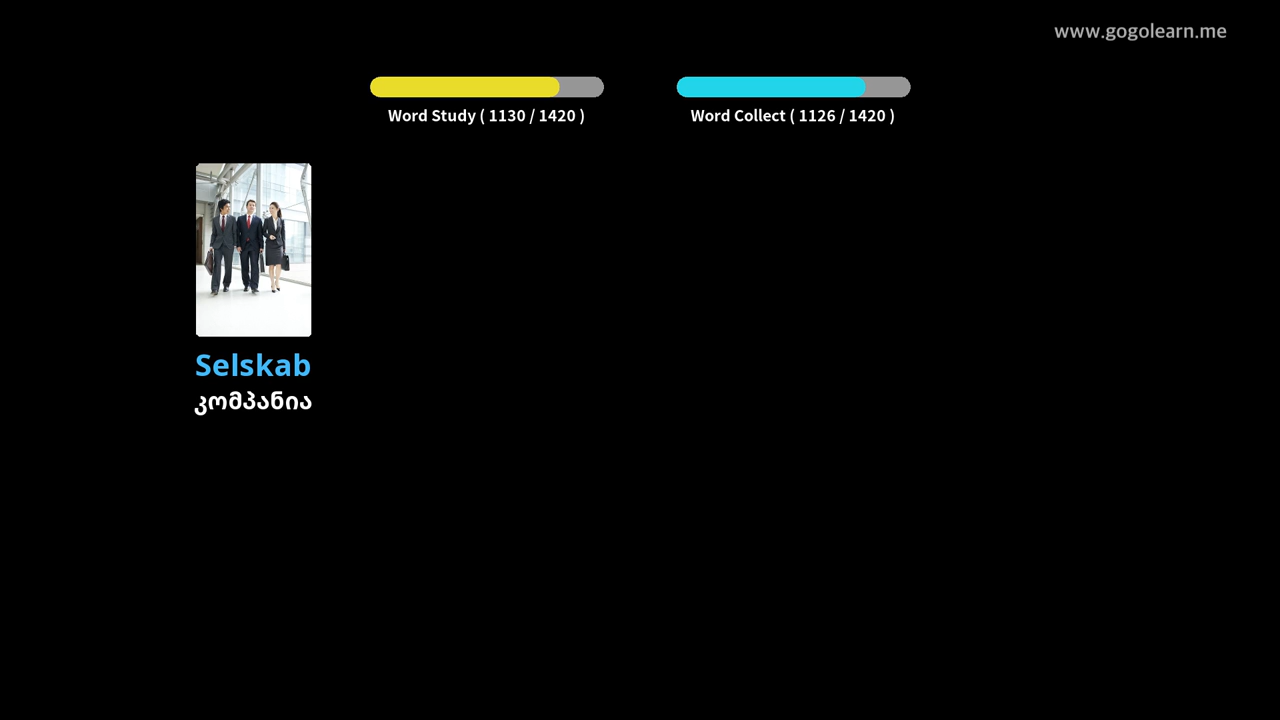 www.gogolearn.me
Word Study ( 1130 / 1420 )
Word Collect ( 1126 / 1420 )
Selskab
კომპანია